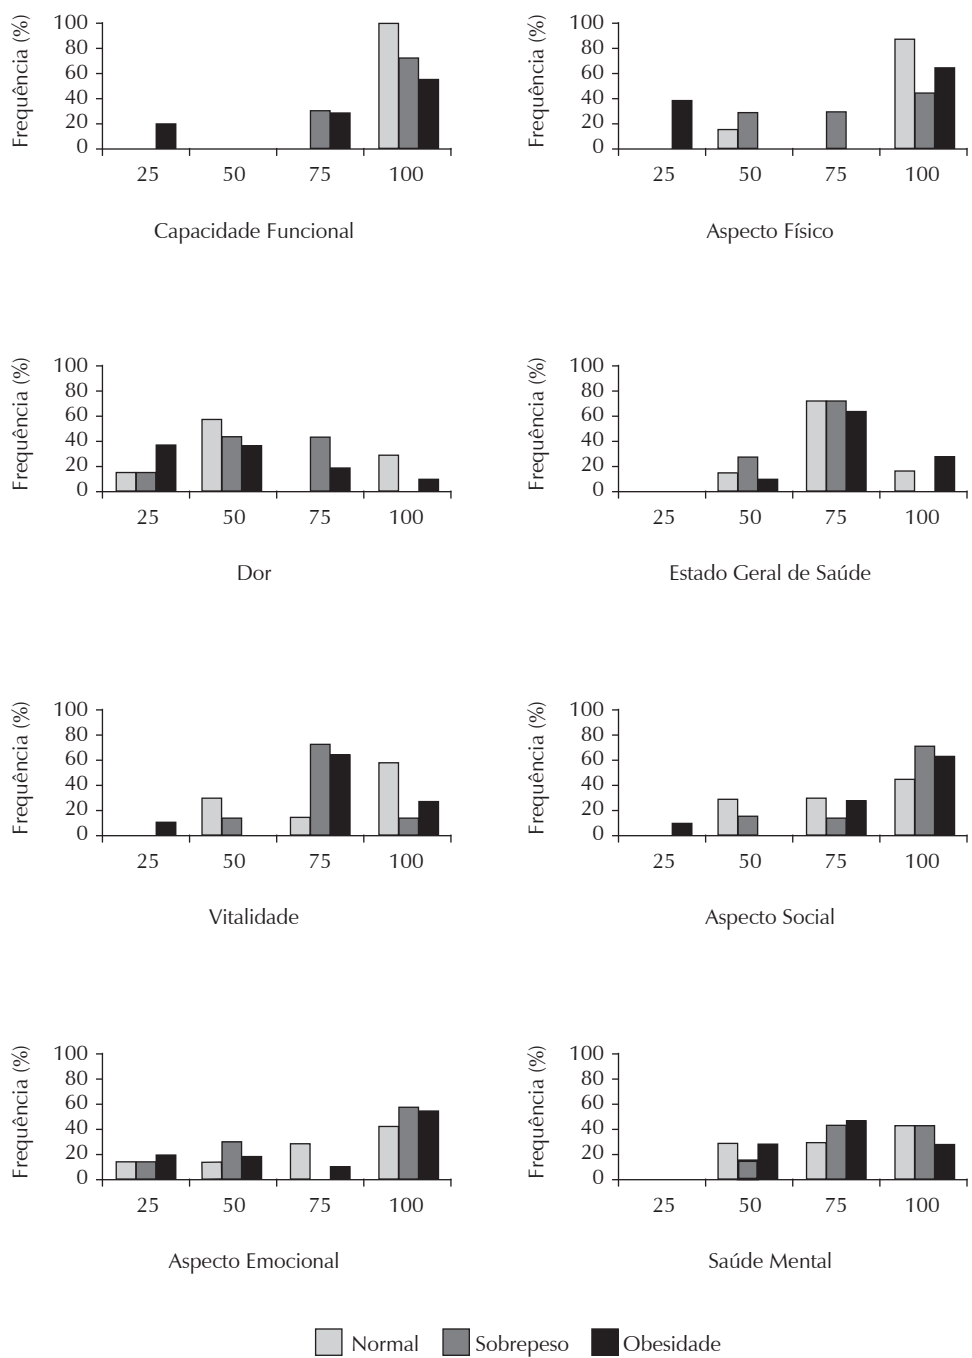 Frequência (%)
100
80
60
40
20
0
25 50 75 100
Capacidade Funcional
Frequência (%)
100
80
60
40
20
0
25 50 75 100
Aspecto Físico
Frequência (%)
100
80
60
40
20
0
25 50 75 100
Dor
Frequência (%)
100
80
60
40
20
0
25 50 75 100
Estado Geral de Saúde
Frequência (%)
100
80
60
40
20
0
25 50 75 100
Vitalidade
Frequência (%)
100
80
60
40
20
0
25 50 75 100
Aspecto Social
Frequência (%)
100
80
60
40
20
0
25 50 75 100
Aspecto Emocional
Frequência (%)
100
80
60
40
20
0
25 50 75 100
Saúde Mental
Normal Sobrepeso Obesidade